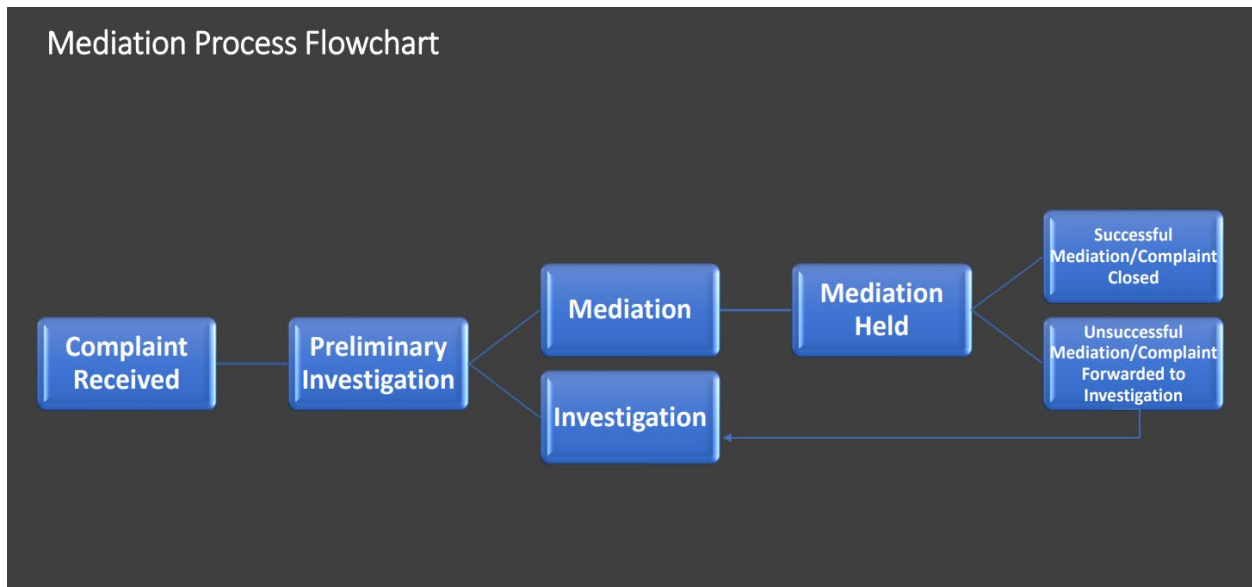 Mediation Process Flowchart
Complaint
Received
Preliminary
Investigation
Mediation
Investigation
Mediation
Held
Successful
Mediation/Complaint
Closed
Unsuccessful
Mediation/Complaint
Forwarded to
Investigation